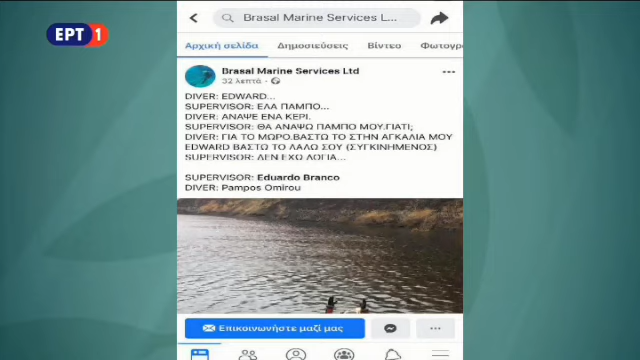 ΕΡΤ 1
Brasal Marine Services L...
Αρχική σελίδα Δημοσιεύσεις Βίντεο Φωτογρ
Brasal Marine Services Ltd
32 λεπτά
DIVER: EDWARD...
SUPERVISOR: ΕΛΑ ΠΑΜΠΟ...
DIVER: ΑΝΑΨΕ ΕΝΑ ΚΕΡΙ.
SUPERVISOR: ΘΑ ΑΝΑΨΩ ΠΑΜΠΟ ΜΟΥ.ΓΙΑΤΙ;
DIVER: ΓΙΑ ΤΟ ΜΩΡΟ.ΒΑΣΤΩ ΤΟ ΣΤΗΝ ΑΓΚΑΛΙΑ ΜΟΥ
EDWARD ΒΑΣΤΩ ΤΟ ΛΑΛΩ ΣΟΥ (ΣΥΓΚΙΝΗΜΕΝΟΣ)
SUPERVISOR: ΔΕΝ ΕΧΩ ΛΟΓΙΑ...
SUPERVISOR: Eduardo Branco
DIVER: Pampos Omirou
Επικοινωνήστε μαζί μας